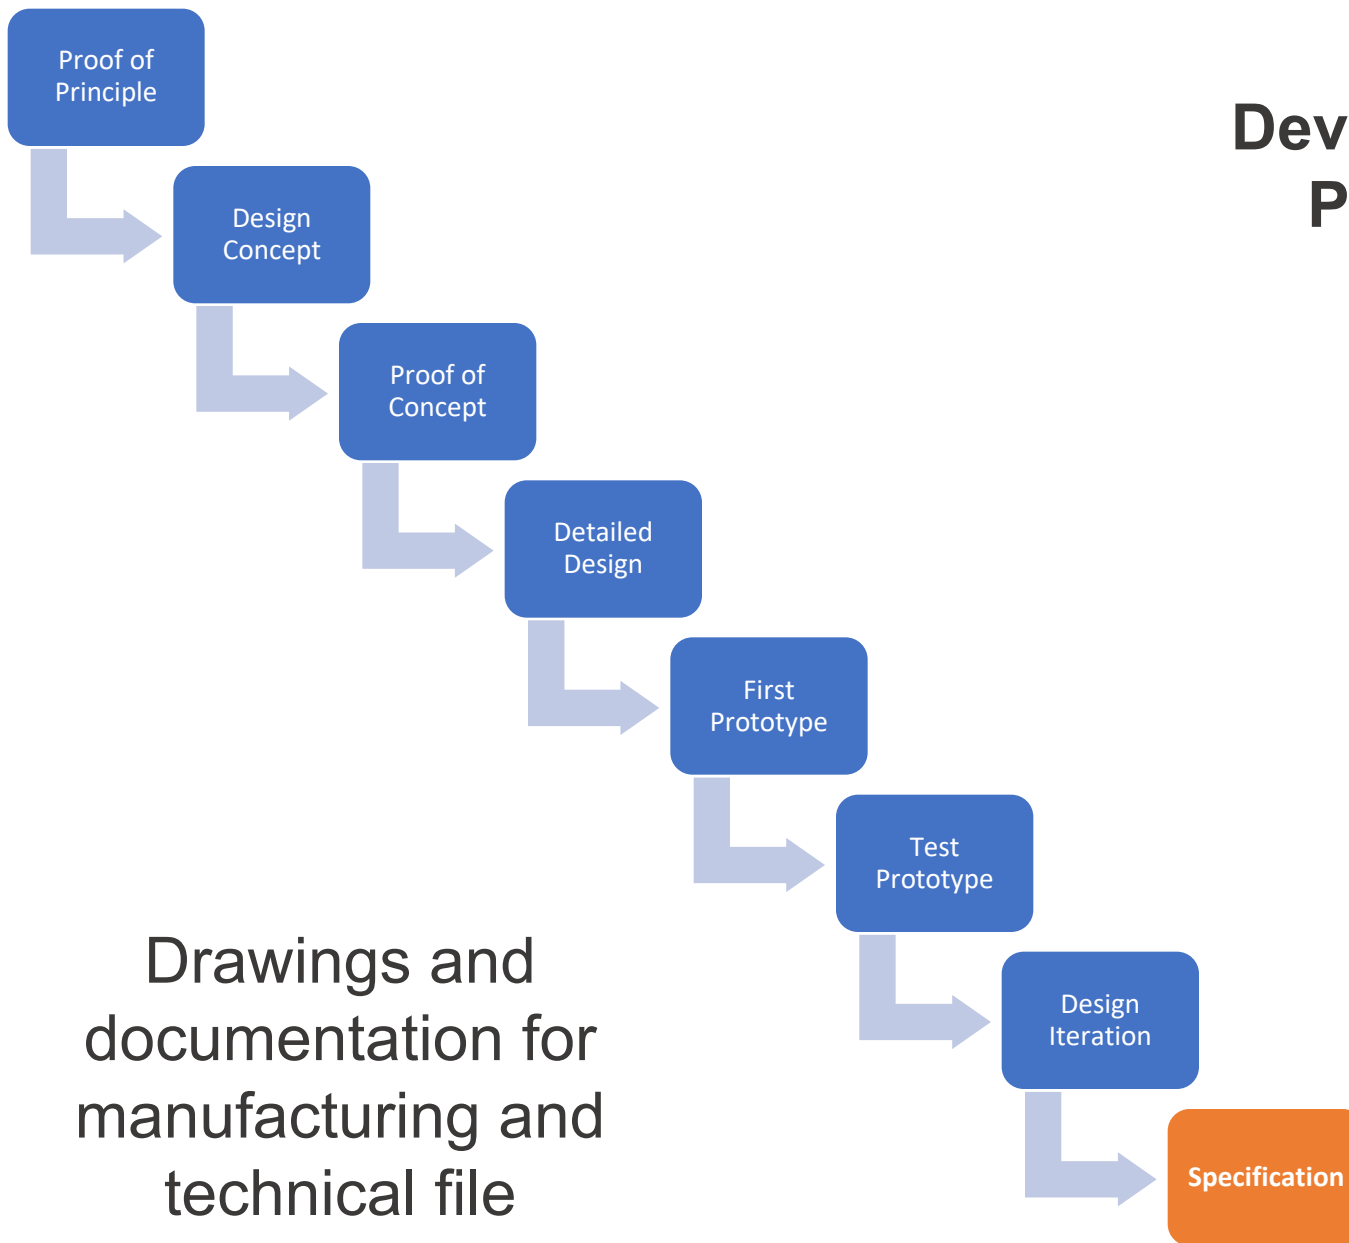 Proof of
Principle
Dev
P
Design
Concept
Proof of
Concept
Detailed
Design
First
Prototype
Test
Prototype
Drawings and
documentation for
manufacturing and
technical file
Design
Iteration
Specification